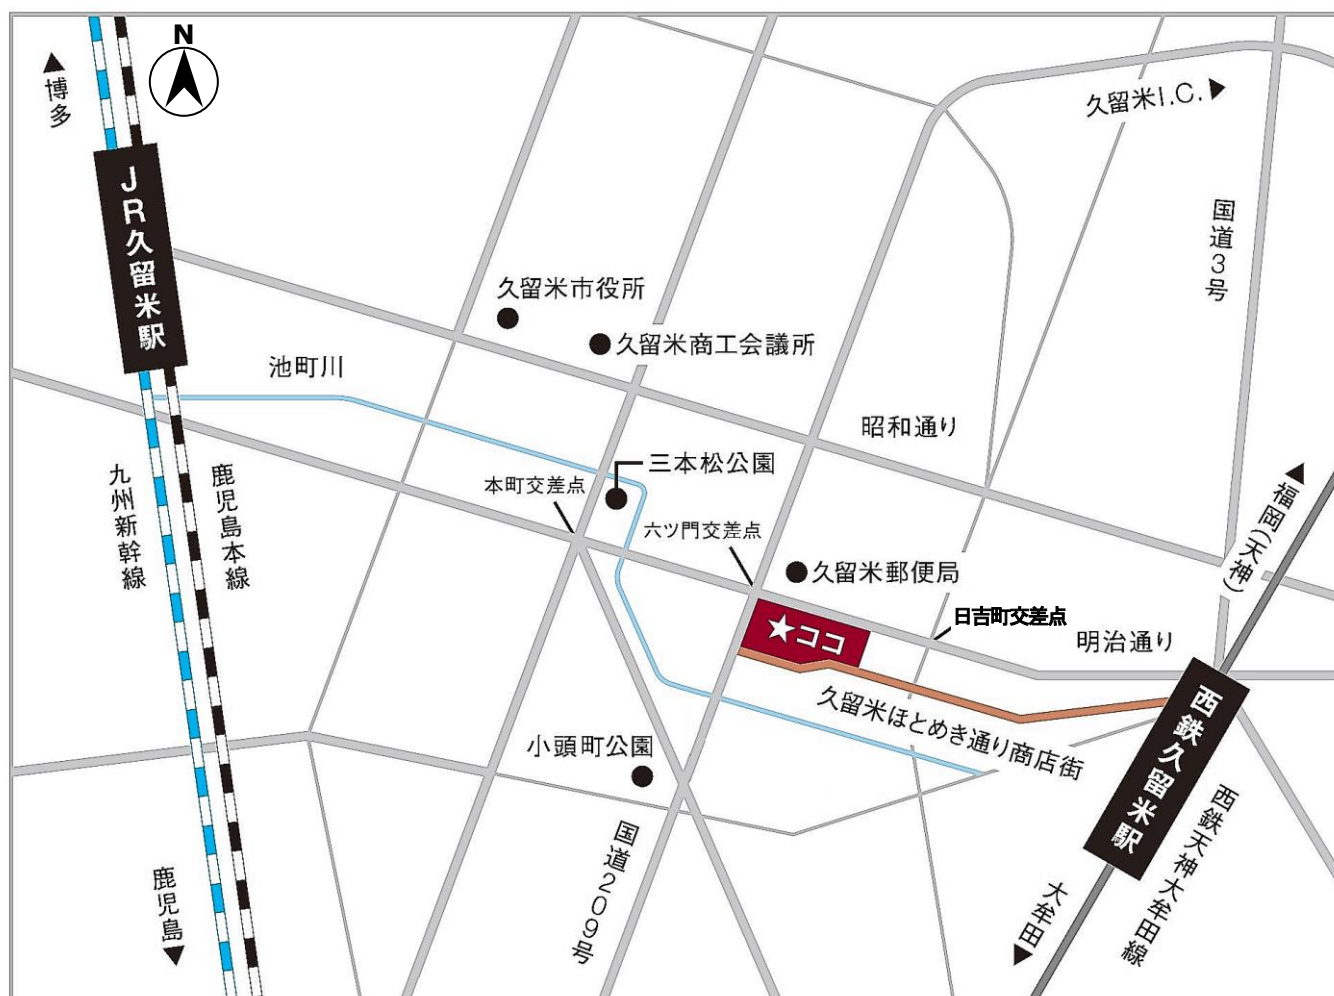 N
博多
久留米I.C.
JR久留米駅
国道3号
久留米市役所
久留米商工会議所
池町川
昭和通り
三本松公園
本町交差点
六ツ門交差点
九州新幹線
鹿児島本線
福岡(天神)
久留米郵便局
日吉町交差点
明治通り
★ココ
久留米ほとめき通り商店街
西鉄久留米駅
小頭町公園
国道209号
西鉄天神大牟田線
大牟田
鹿児島